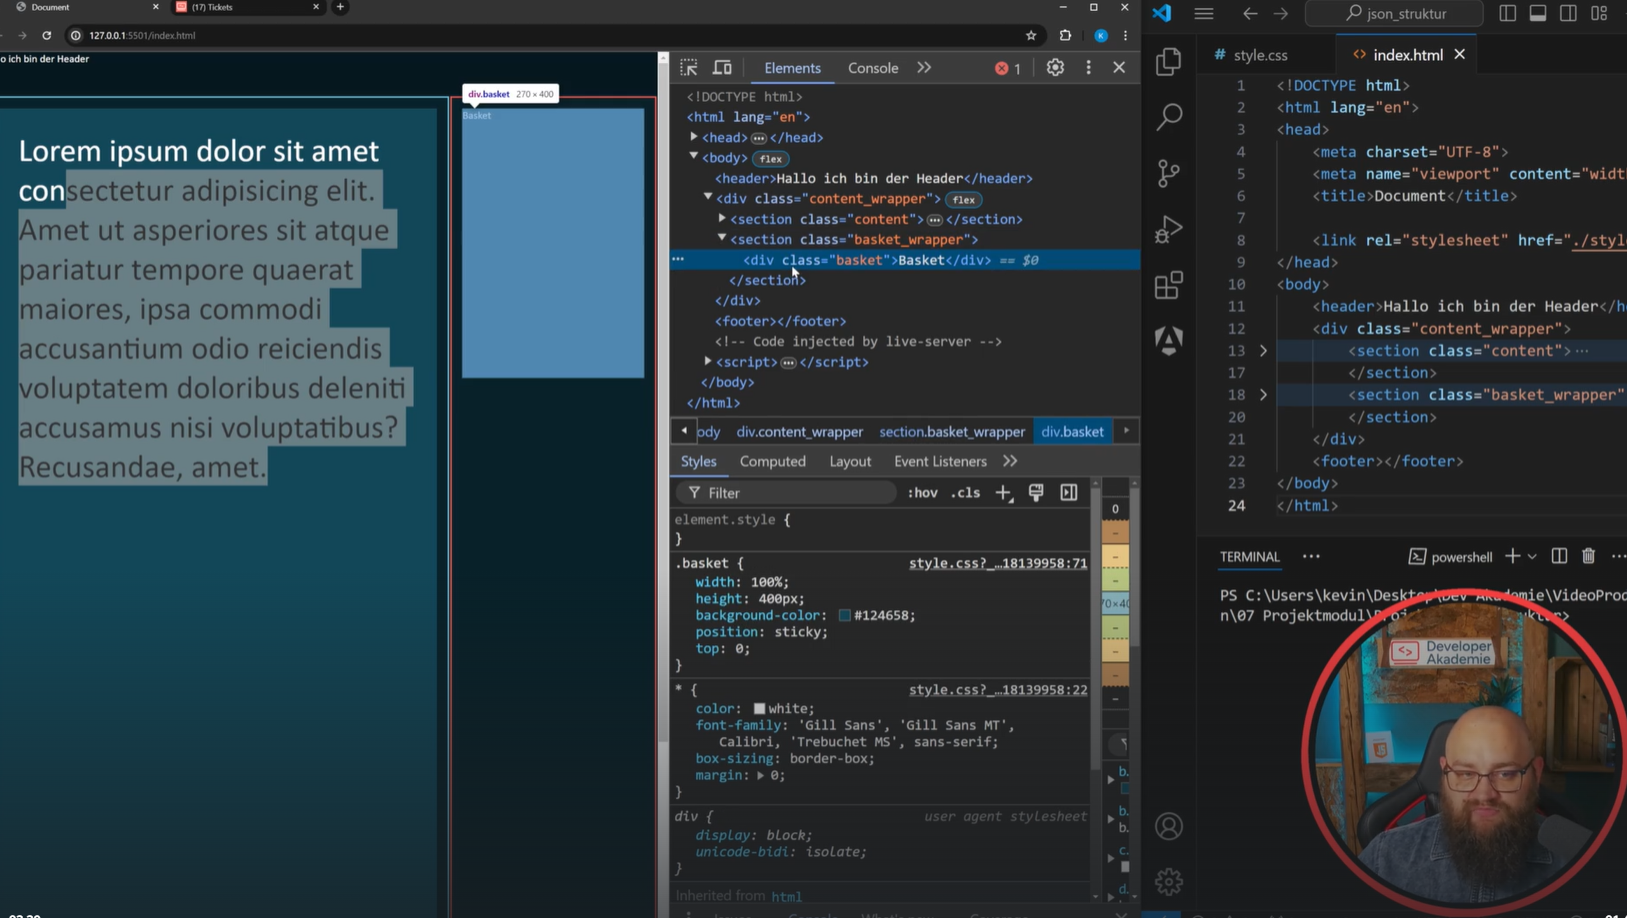 Document
(17) Tickets
127.0.0.1:5501/index.html
K
o ich bin der Header
div.basket 270 × 400
Basket
Lorem ipsum dolor sit amet
consectetur adipisicing elit.
Amet ut asperiores sit atque
pariatur tempore quaerat
maiores, ipsa commodi
accusantium odio reiciendis
voluptatem doloribus deleniti
accusamus nisi voluptatibus?
Recusandae, amet.
Elements
Console
1
<!DOCTYPE html>
<html lang="en">
<head> ••• </head>
<body> flex
<header>Hallo ich bin der Header</header>
<div class="content_wrapper"> flex
<section class="content"> ••• </section>
<section class="basket_wrapper">
••• <div class="basket">Basket</div> == $0
</section>
</div>
<footer></footer>
<!-- Code injected by live-server -->
<script> ••• </script>
</body>
</html>
ody div.content_wrapper section.basket_wrapper div.basket
Styles Computed Layout Event Listeners
Filter :hov .cls
element.style {
}
.basket { style.css?_…18139958:71
width: 100%;
height: 400px;
background-color: #124658;
position: sticky;
top: 0;
}
* { style.css?_…18139958:22
color: white;
font-family: 'Gill Sans', 'Gill Sans MT',
Calibri, 'Trebuchet MS', sans-serif;
box-sizing: border-box;
margin: 0;
}
div { user agent stylesheet
display: block;
unicode-bidi: isolate;
}
Inherited from html
0
json_struktur
# style.css
<> index.html
1 <!DOCTYPE html>
2 <html lang="en">
3 <head>
4 <meta charset="UTF-8">
5 <meta name="viewport" content="widt
6 <title>Document</title>
7
8 <link rel="stylesheet" href="./styl
9 </head>
10 <body>
11 <header>Hallo ich bin der Header</h
12 <div class="content_wrapper">
13 <section class="content">···
17 </section>
18 <section class="basket_wrapper"
20 </section>
21 </div>
22 <footer></footer>
23 </body>
24 </html>
TERMINAL ··· powershell
PS C:\Users\kevin\Desktop\Dev Akademie\VideoProd
n\07 Projektmodul\
Developer
Akademie